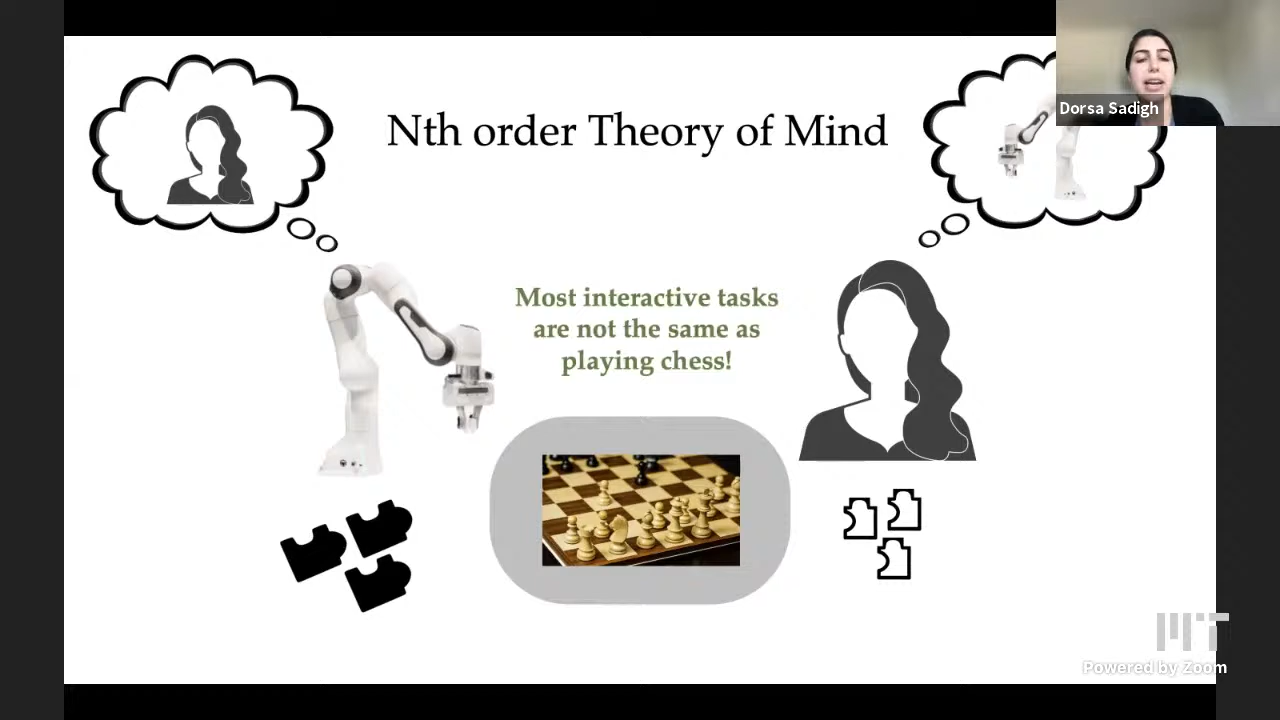 Nth order Theory of Mind
Dorsa Sadigh
Most interactive tasks
are not the same as
playing chess!
MIT
Powered by Zoom